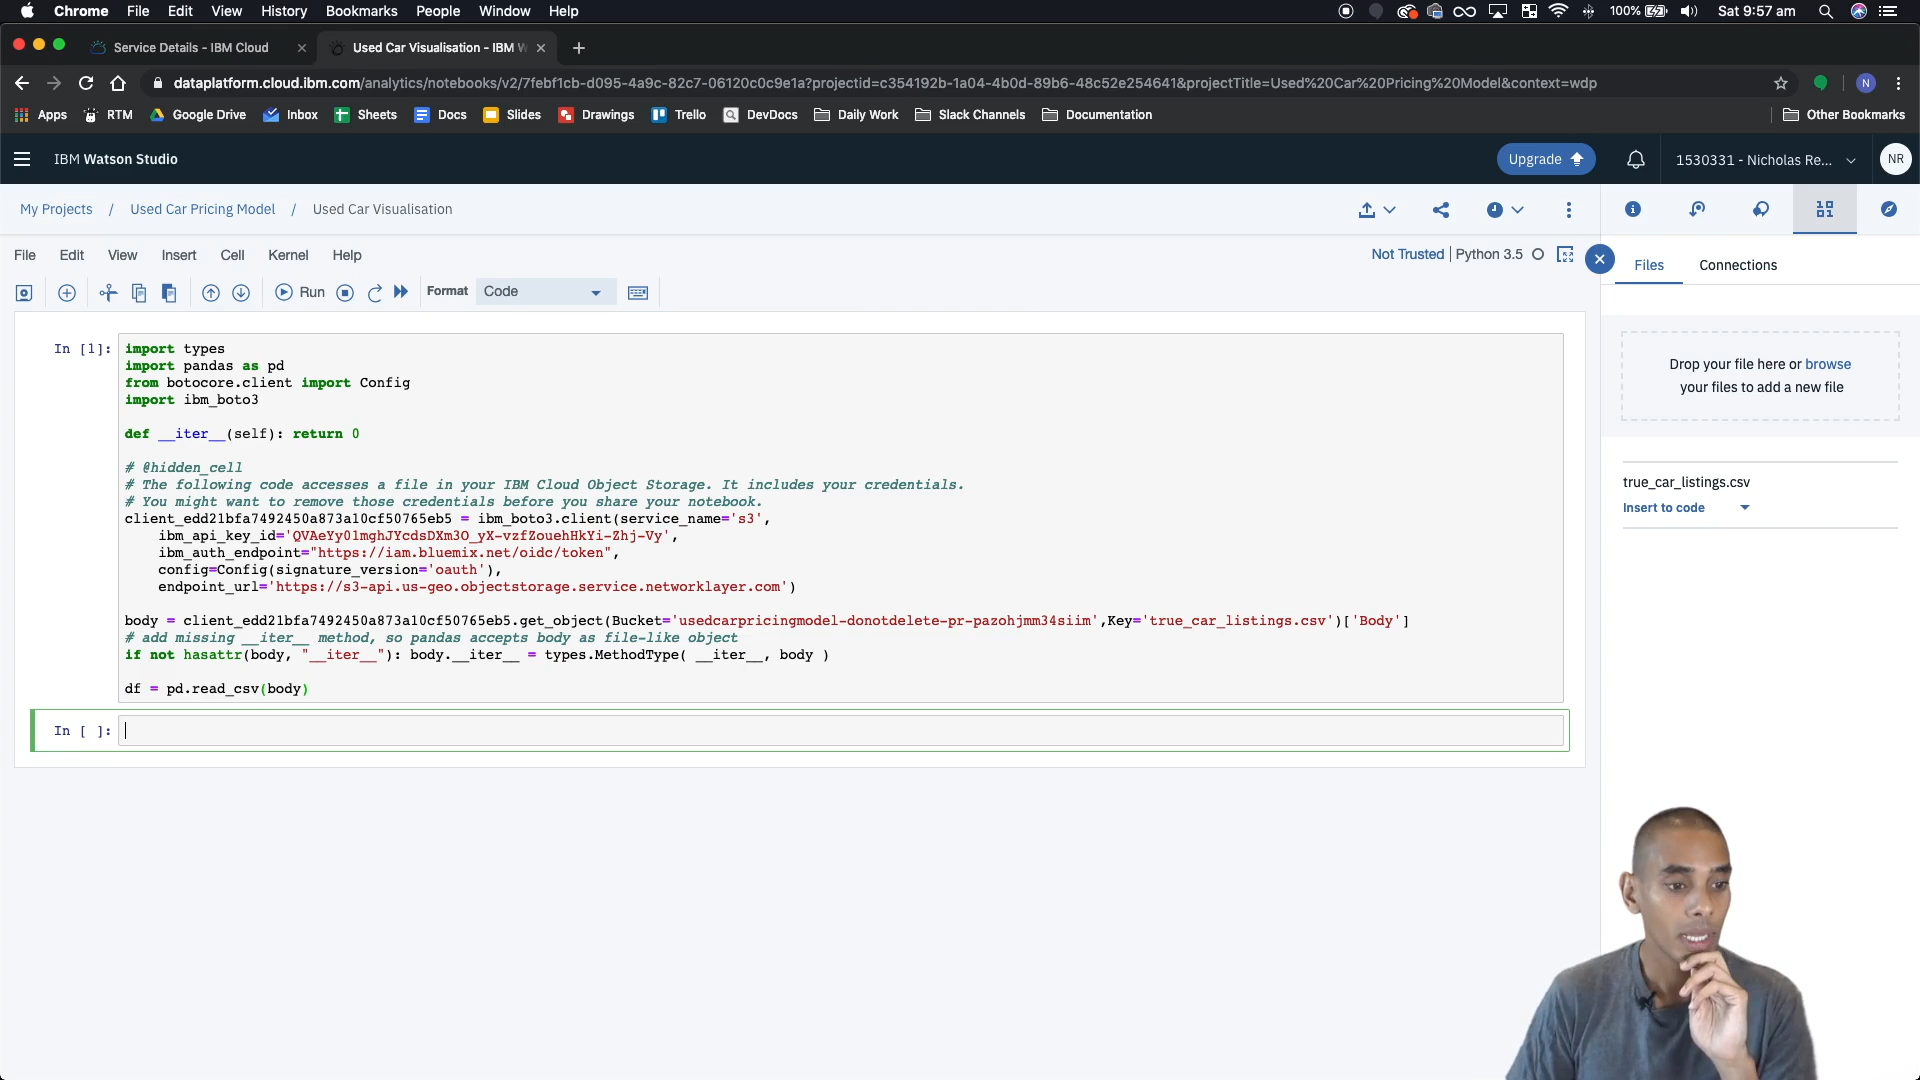 Chrome File Edit View History Bookmarks People Window Help 100% Sat 9:57 am
Service Details - IBM Cloud Used Car Visualisation - IBM W
dataplatform.cloud.ibm.com/analytics/notebooks/v2/7febf1cb-d095-4a9c-82c7-06120c0c9e1a?projectid=c354192b-1a04-4b0d-89b6-48c52e254641&projectTitle=Used%20Car%20Pricing%20Model&context=wdp N
Apps RTM Google Drive Inbox Sheets Docs Slides Drawings Trello DevDocs Daily Work Slack Channels Documentation Other Bookmarks
IBM Watson Studio Upgrade 1530331 - Nicholas Re... NR
My Projects / Used Car Pricing Model / Used Car Visualisation
File Edit View Insert Cell Kernel Help Not Trusted | Python 3.5
Run Format Code
Files Connections
In [1]: import types
import pandas as pd
from botocore.client import Config
import ibm_boto3
def __iter__(self): return 0
# @hidden_cell
# The following code accesses a file in your IBM Cloud Object Storage. It includes your credentials.
# You might want to remove those credentials before you share your notebook.
client_edd21bfa7492450a873a10cf50765eb5 = ibm_boto3.client(service_name='s3',
ibm_api_key_id='QVAeYy01mghJYcdsDXm3O_yX-vzfZouehHkYi-Zhj-Vy',
ibm_auth_endpoint="https://iam.bluemix.net/oidc/token",
config=Config(signature_version='oauth'),
endpoint_url='https://s3-api.us-geo.objectstorage.service.networklayer.com')
body = client_edd21bfa7492450a873a10cf50765eb5.get_object(Bucket='usedcarpricingmodel-donotdelete-pr-pazohjmm34siim',Key='true_car_listings.csv')['Body']
# add missing __iter__ method, so pandas accepts body as file-like object
if not hasattr(body, "__iter__"): body.__iter__ = types.MethodType( __iter__, body )
df = pd.read_csv(body)
In [ ]:
Drop your file here or browse
your files to add a new file
true_car_listings.csv
Insert to code